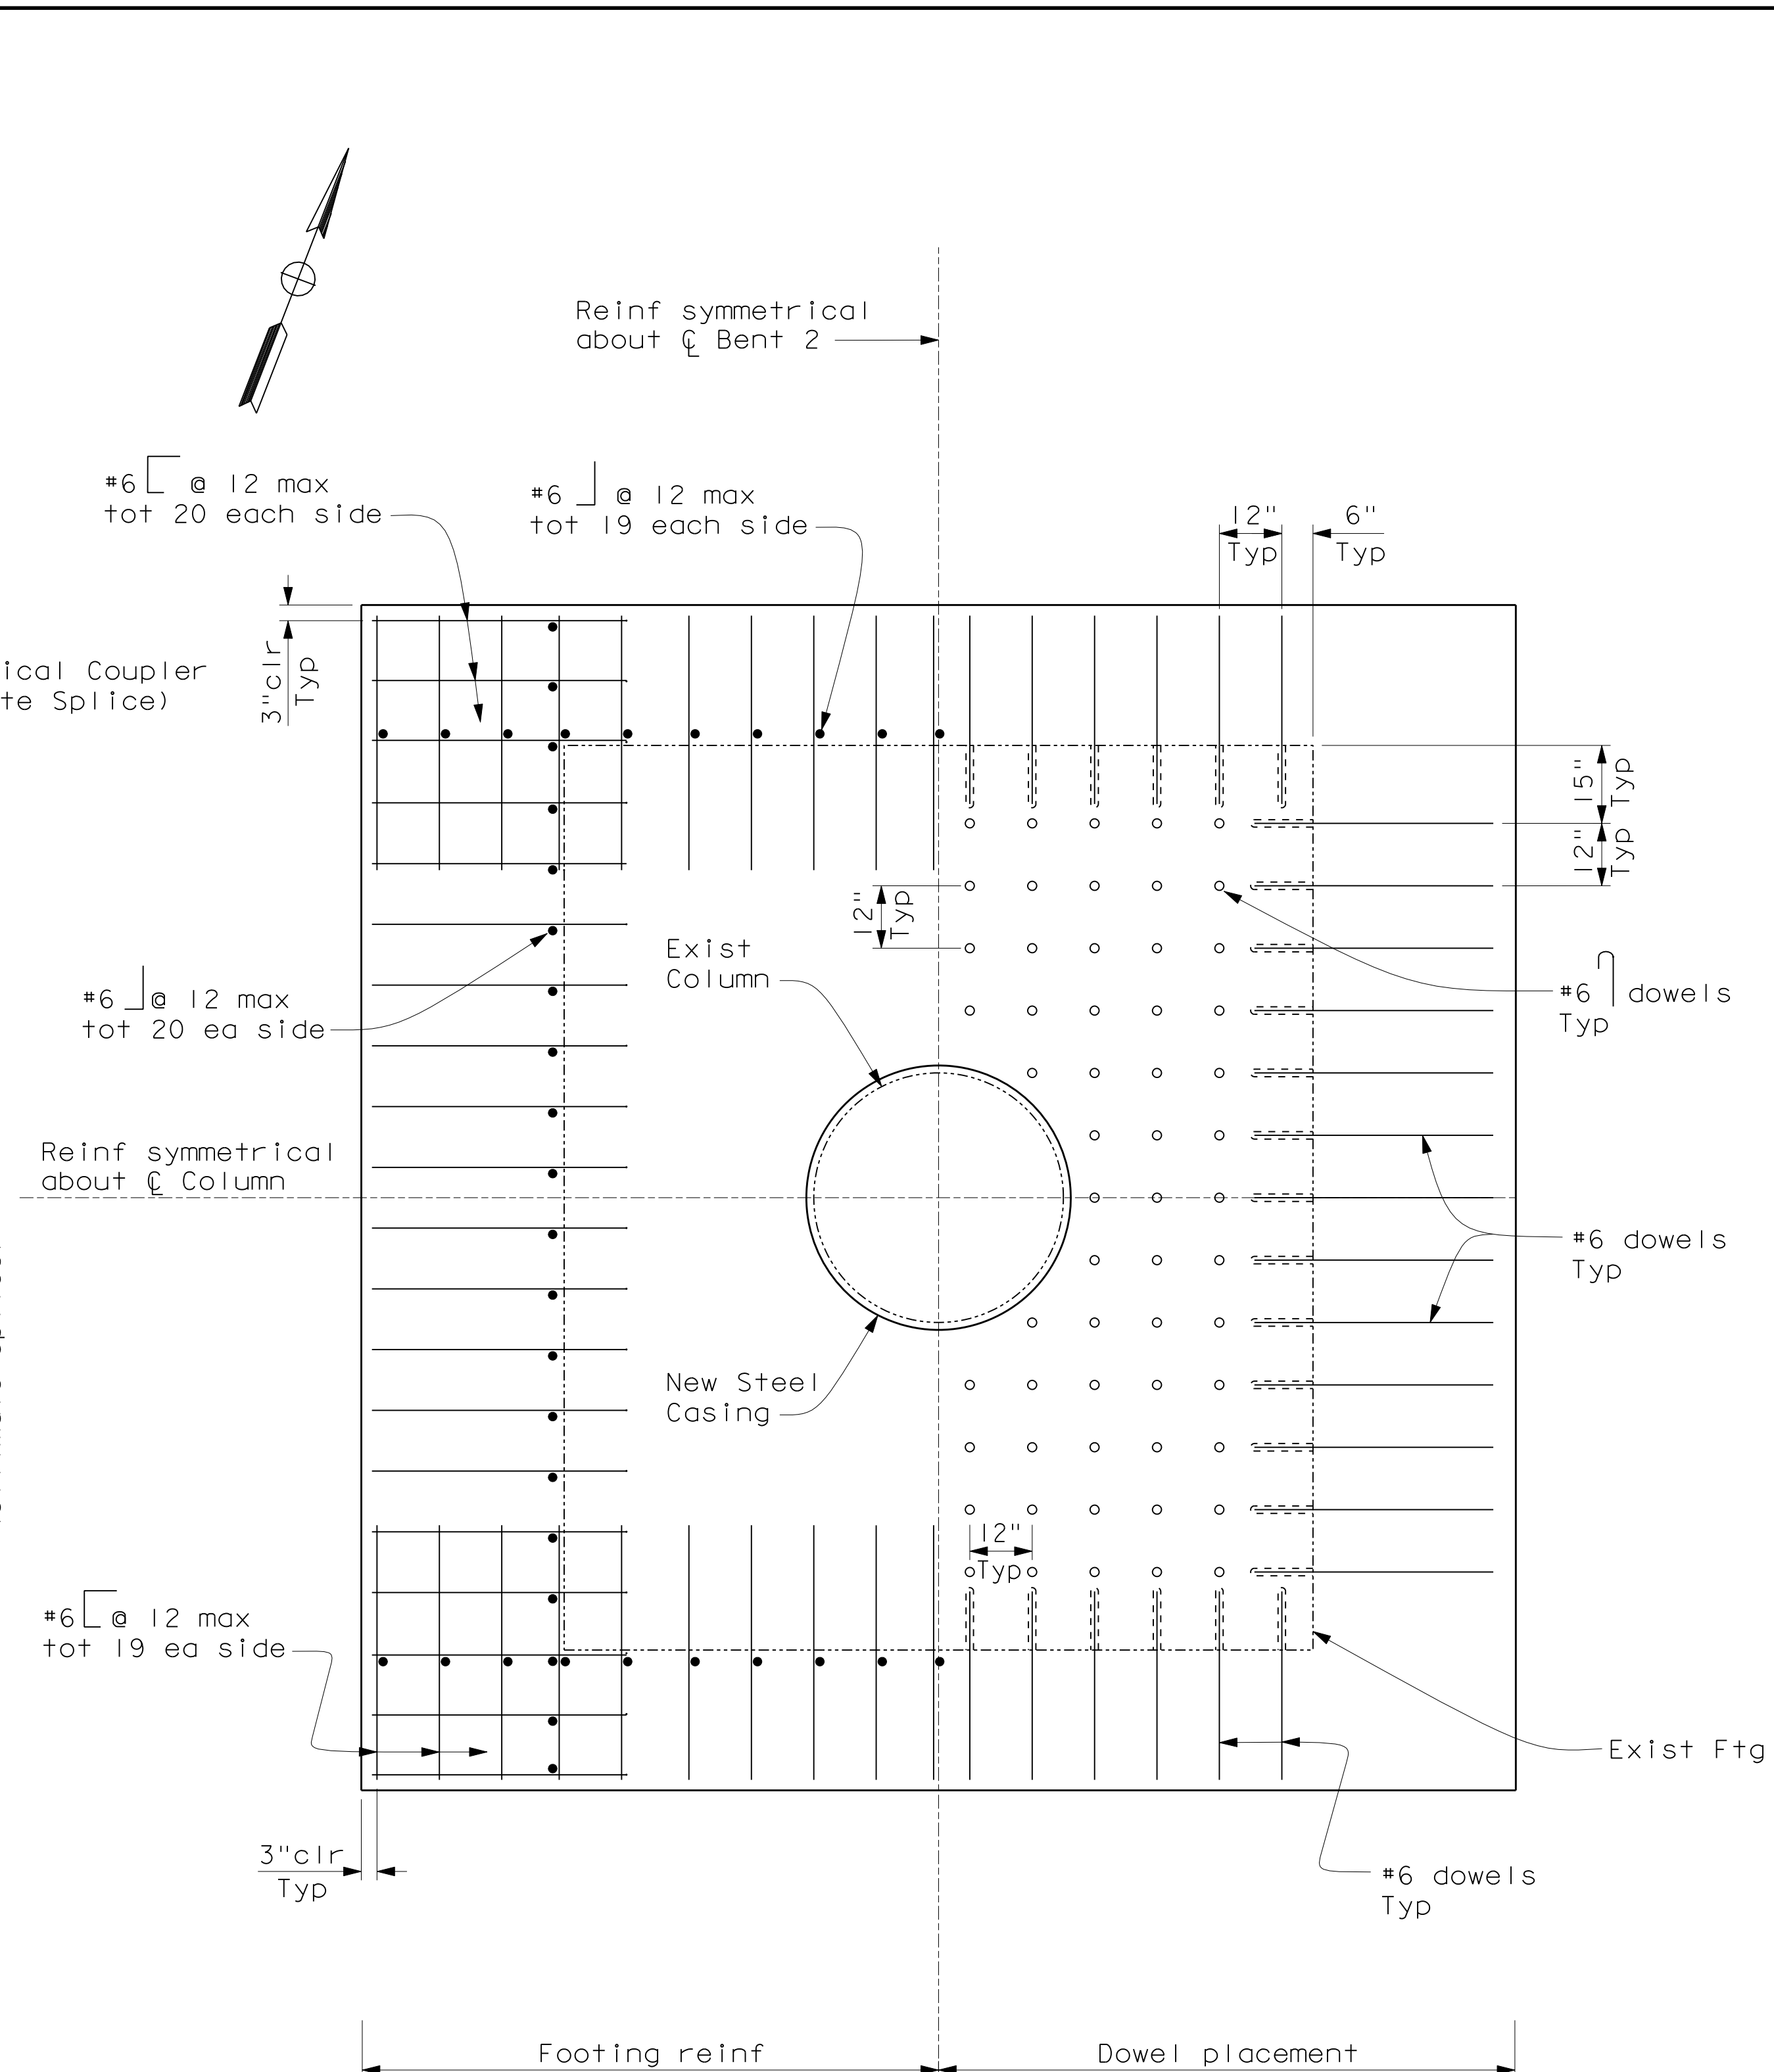 Reinf symmetrical
about ℄ Bent 2
#6 @ 12 max
tot 20 each side
#6 @ 12 max
tot 19 each side
12"
Typ
6"
Typ
3"clr
Typ
ical Coupler
te Splice)
15"
Typ
12"
Typ
12"
Typ
Exist
Column
#6 dowels
Typ
#6 @ 12 max
tot 20 ea side
Reinf symmetrical
about ℄ Column
#6 dowels
Typ
New Steel
Casing
12"
Typ
#6 @ 12 max
tot 19 ea side
Exist Ftg
3"clr
Typ
#6 dowels
Typ
Footing reinf
Dowel placement